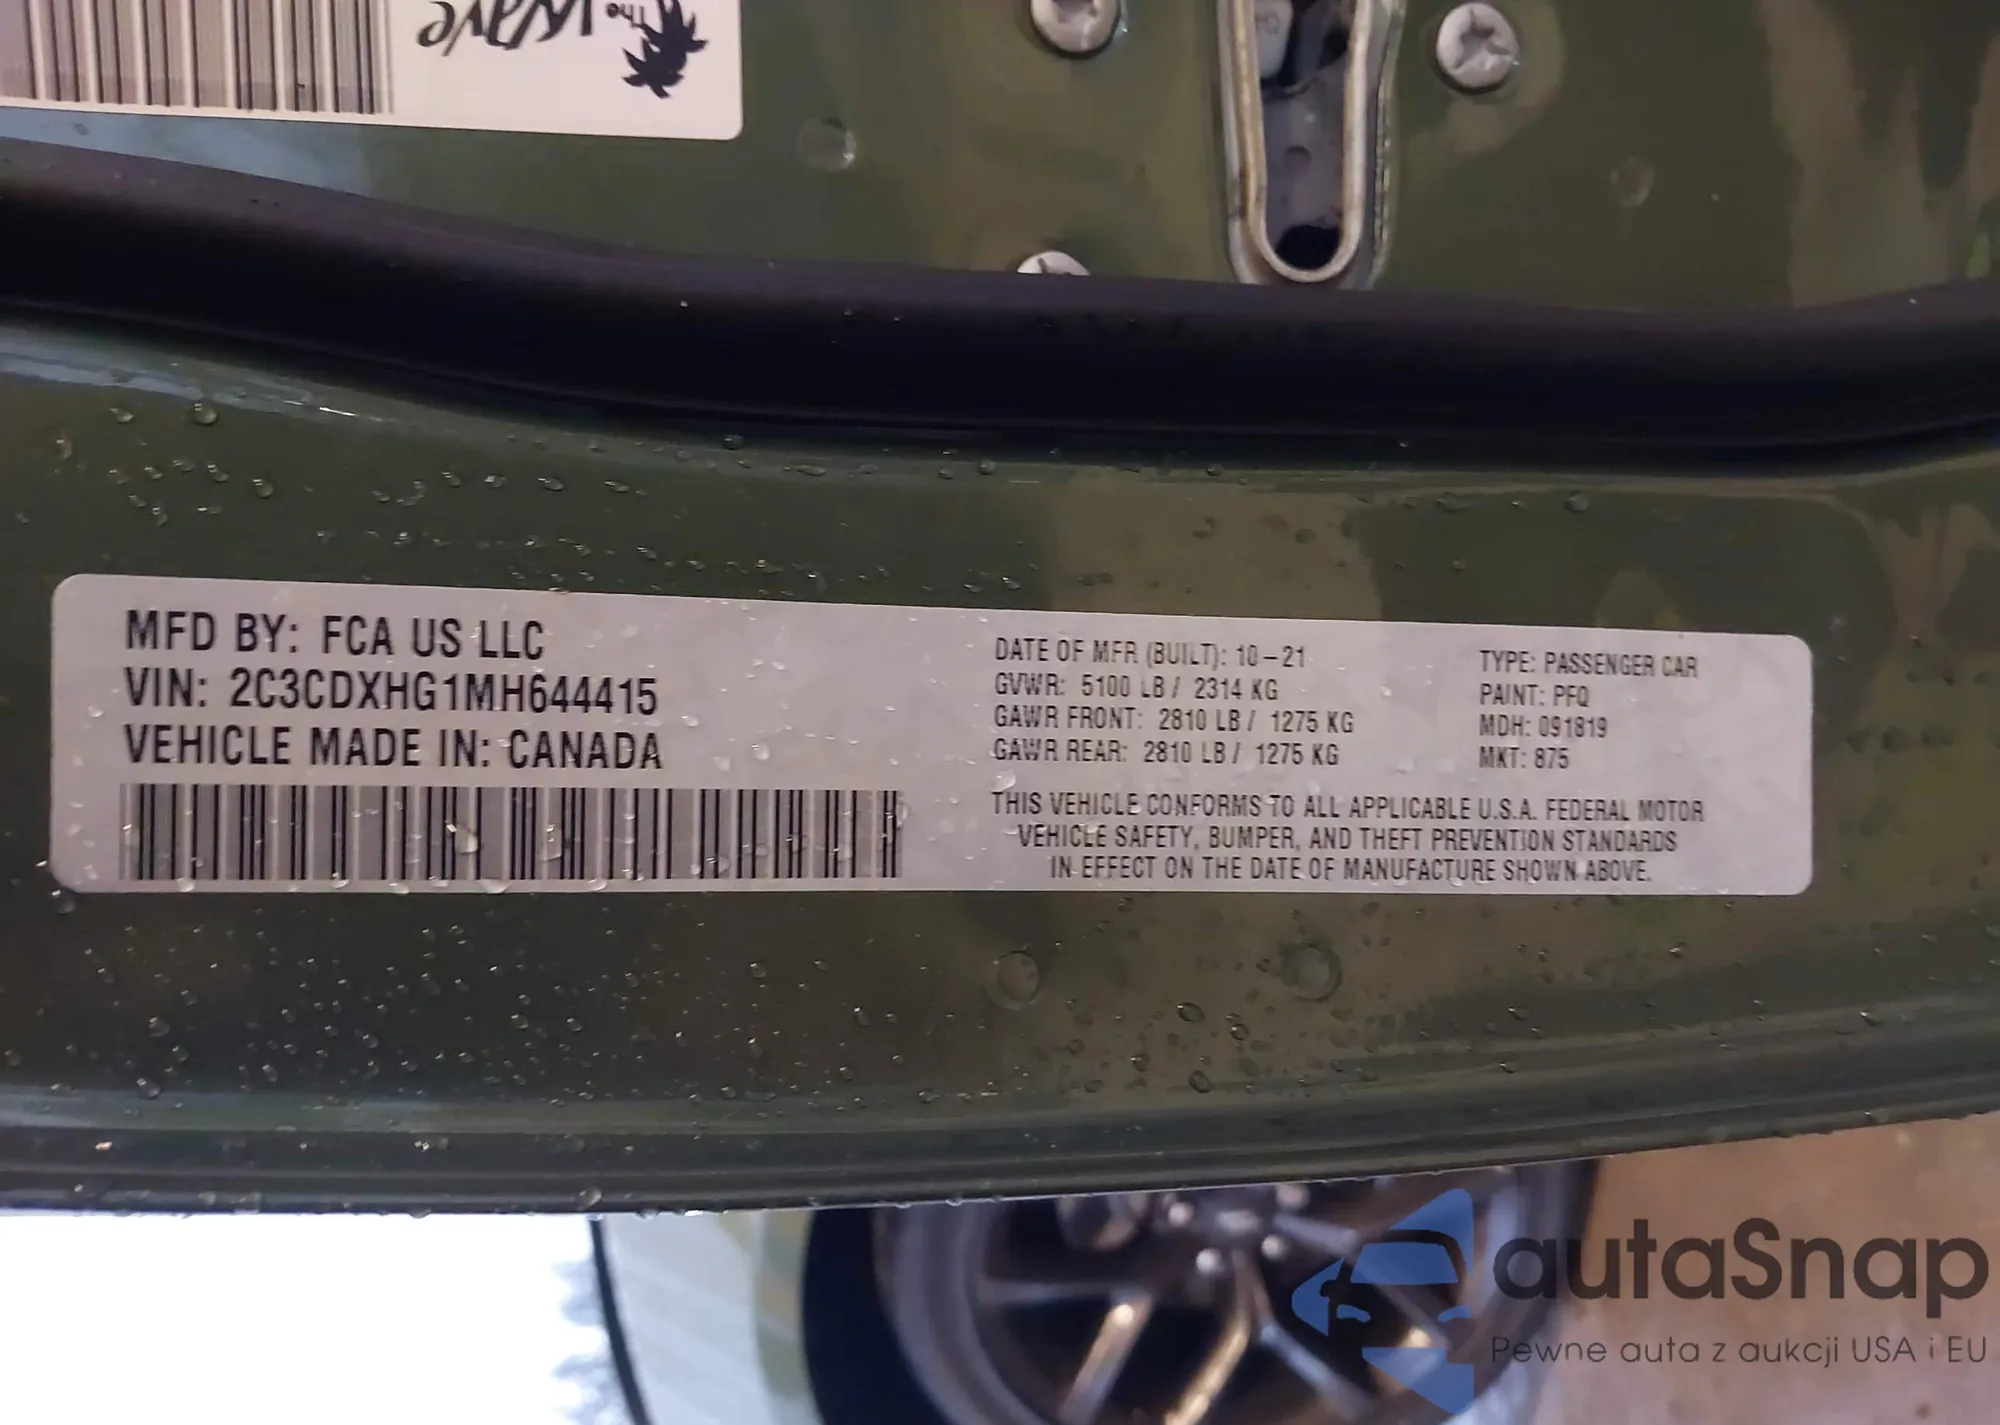 The Wave
MFD BY: FCA US LLC
VIN: 2C3CDXHG1MH644415
VEHICLE MADE IN: CANADA
DATE OF MFR (BUILT): 10-21
GVWR: 5100 LB / 2314 KG
GAWR FRONT: 2810 LB / 1275 KG
GAWR REAR: 2810 LB / 1275 KG
TYPE: PASSENGER CAR
PAINT: PFQ
MDH: 091819
MKT: 875
THIS VEHICLE CONFORMS TO ALL APPLICABLE U.S.A. FEDERAL MOTOR
VEHICLE SAFETY, BUMPER, AND THEFT PREVENTION STANDARDS
IN EFFECT ON THE DATE OF MANUFACTURE SHOWN ABOVE.
autaSnap
Pewne auta z aukcji USA i EU